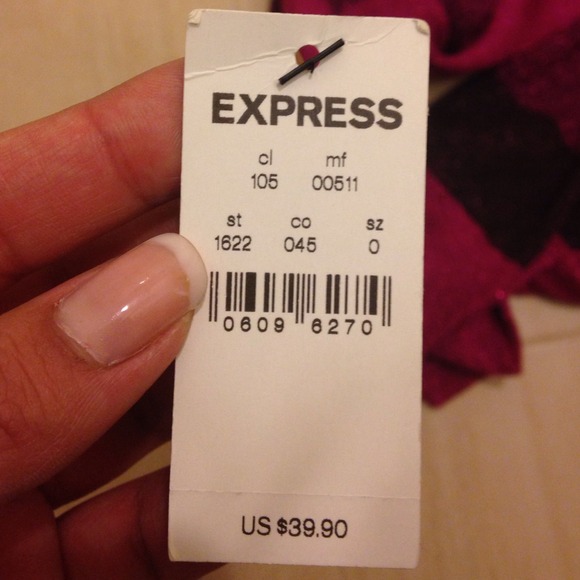 EXPRESS
cl mf
105 00511
st co sz
1622 045 0
0609 6270
US $39.90